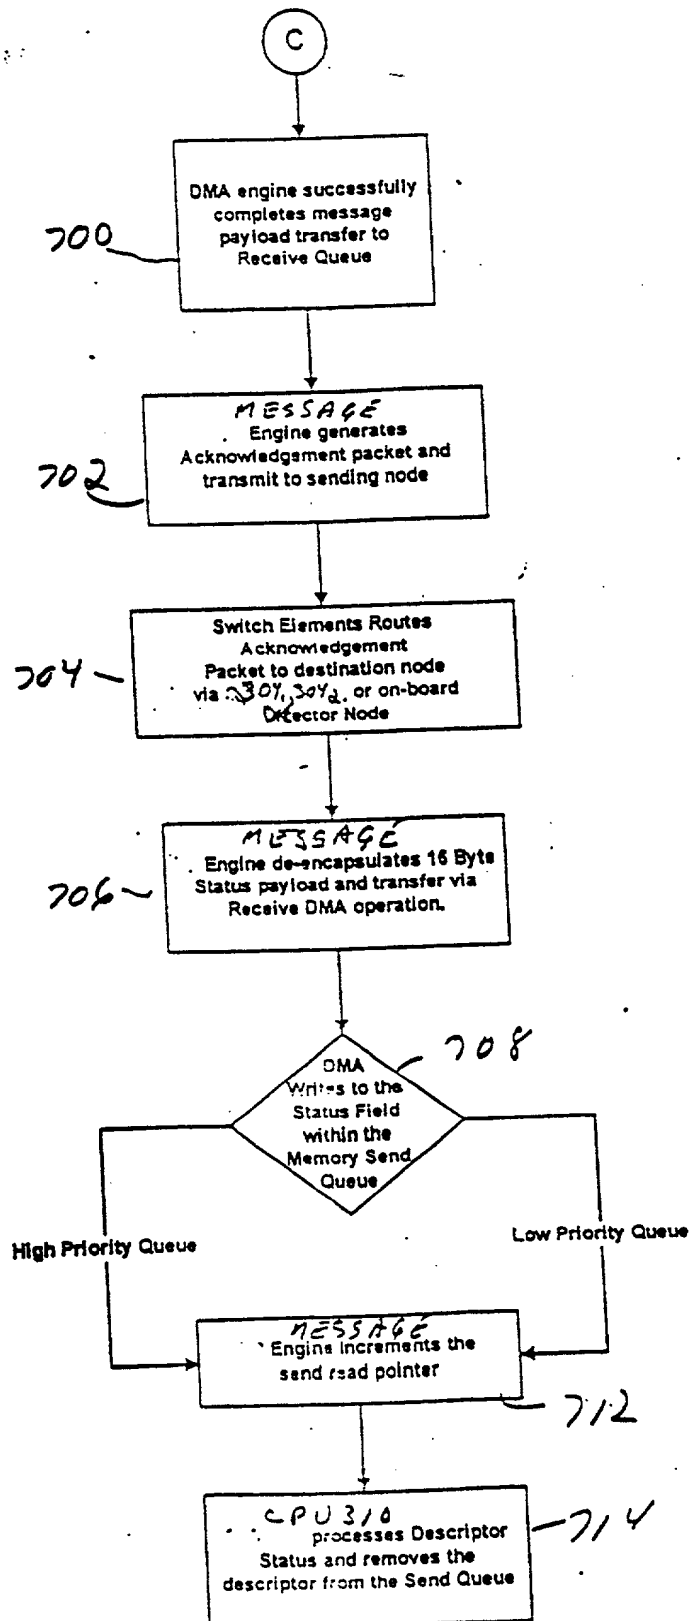 C
DMA engine successfully
completes message
payload transfer to
Receive Queue
700
MESSAGE
Engine generates
Acknowledgement packet and
transmit to sending node
702
Switch Elements Routes
Acknowledgement
Packet to destination node
via 304, 304₂ or on-board
Director Node
704
MESSAGE
Engine de-encapsulates 16 Byte
Status payload and transfer via
Receive DMA operation.
706
708
DMA
Writes to the
Status Field
within the
Memory Send
Queue
High Priority Queue
Low Priority Queue
MESSAGE
Engine increments the
send read pointer
712
CPU 310
processes Descriptor
Status and removes the
descriptor from the Send Queue
714